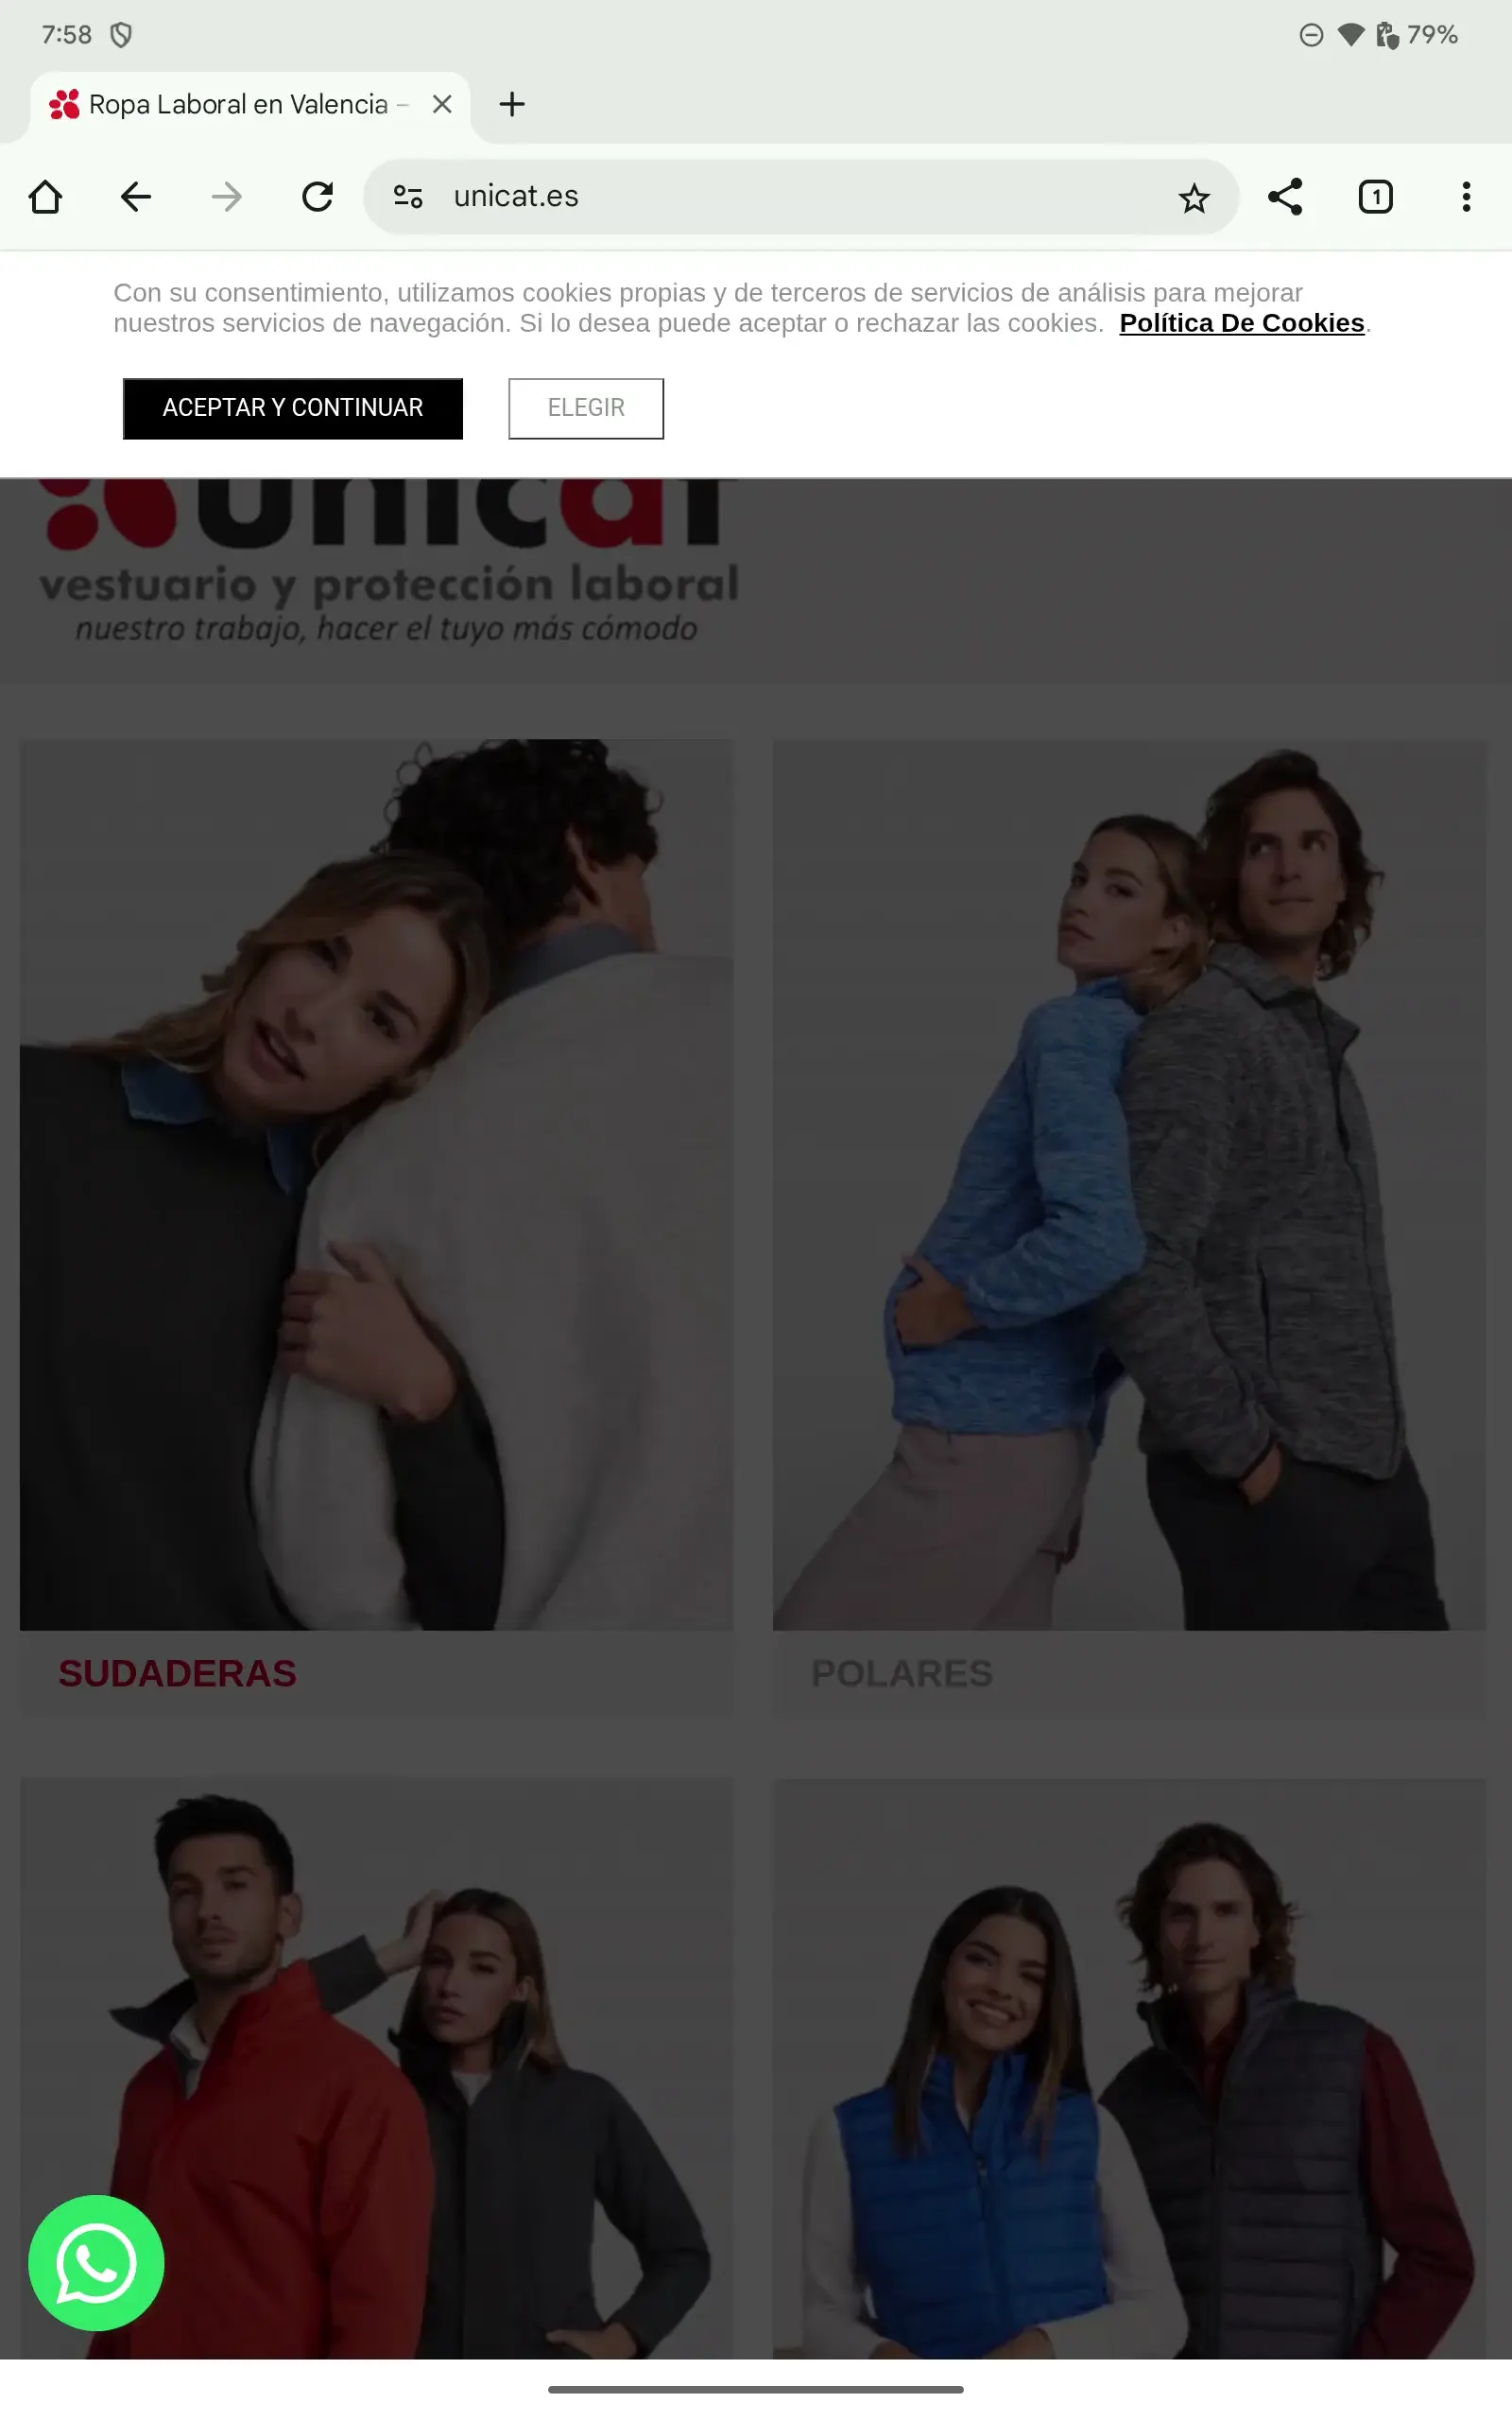 7:58
79%
Ropa Laboral en Valencia –
unicat.es
1
Con su consentimiento, utilizamos cookies propias y de terceros de servicios de análisis para mejorar
nuestros servicios de navegación. Si lo desea puede aceptar o rechazar las cookies. Política De Cookies.
ACEPTAR Y CONTINUAR
ELEGIR
unicat
vestuario y protección laboral
nuestro trabajo, hacer el tuyo más cómodo
SUDADERAS
POLARES